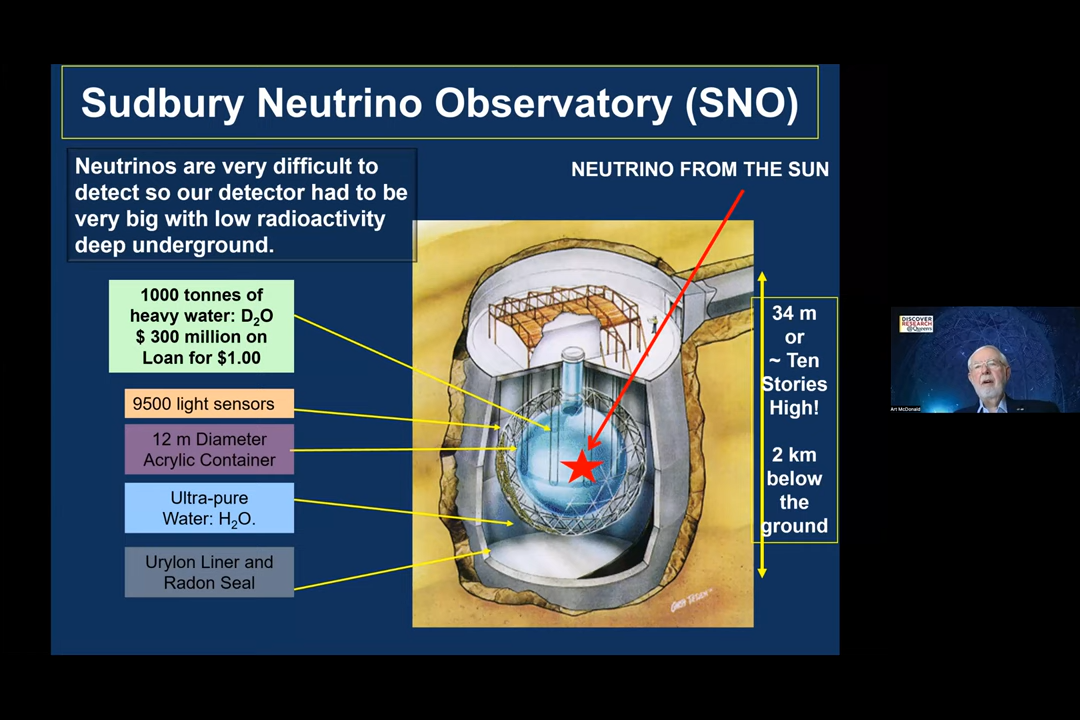 Sudbury Neutrino Observatory (SNO)
Neutrinos are very difficult to
detect so our detector had to be
very big with low radioactivity
deep underground.
NEUTRINO FROM THE SUN
1000 tonnes of
heavy water: D₂O
$ 300 million on
Loan for $1.00
9500 light sensors
12 m Diameter
Acrylic Container
Ultra-pure
Water: H₂O.
Urylon Liner and
Radon Seal
34 m
or
~ Ten
Stories
High!
2 km
below
the
ground
DISCOVER
RESEARCH
@Queens
Art McDonald